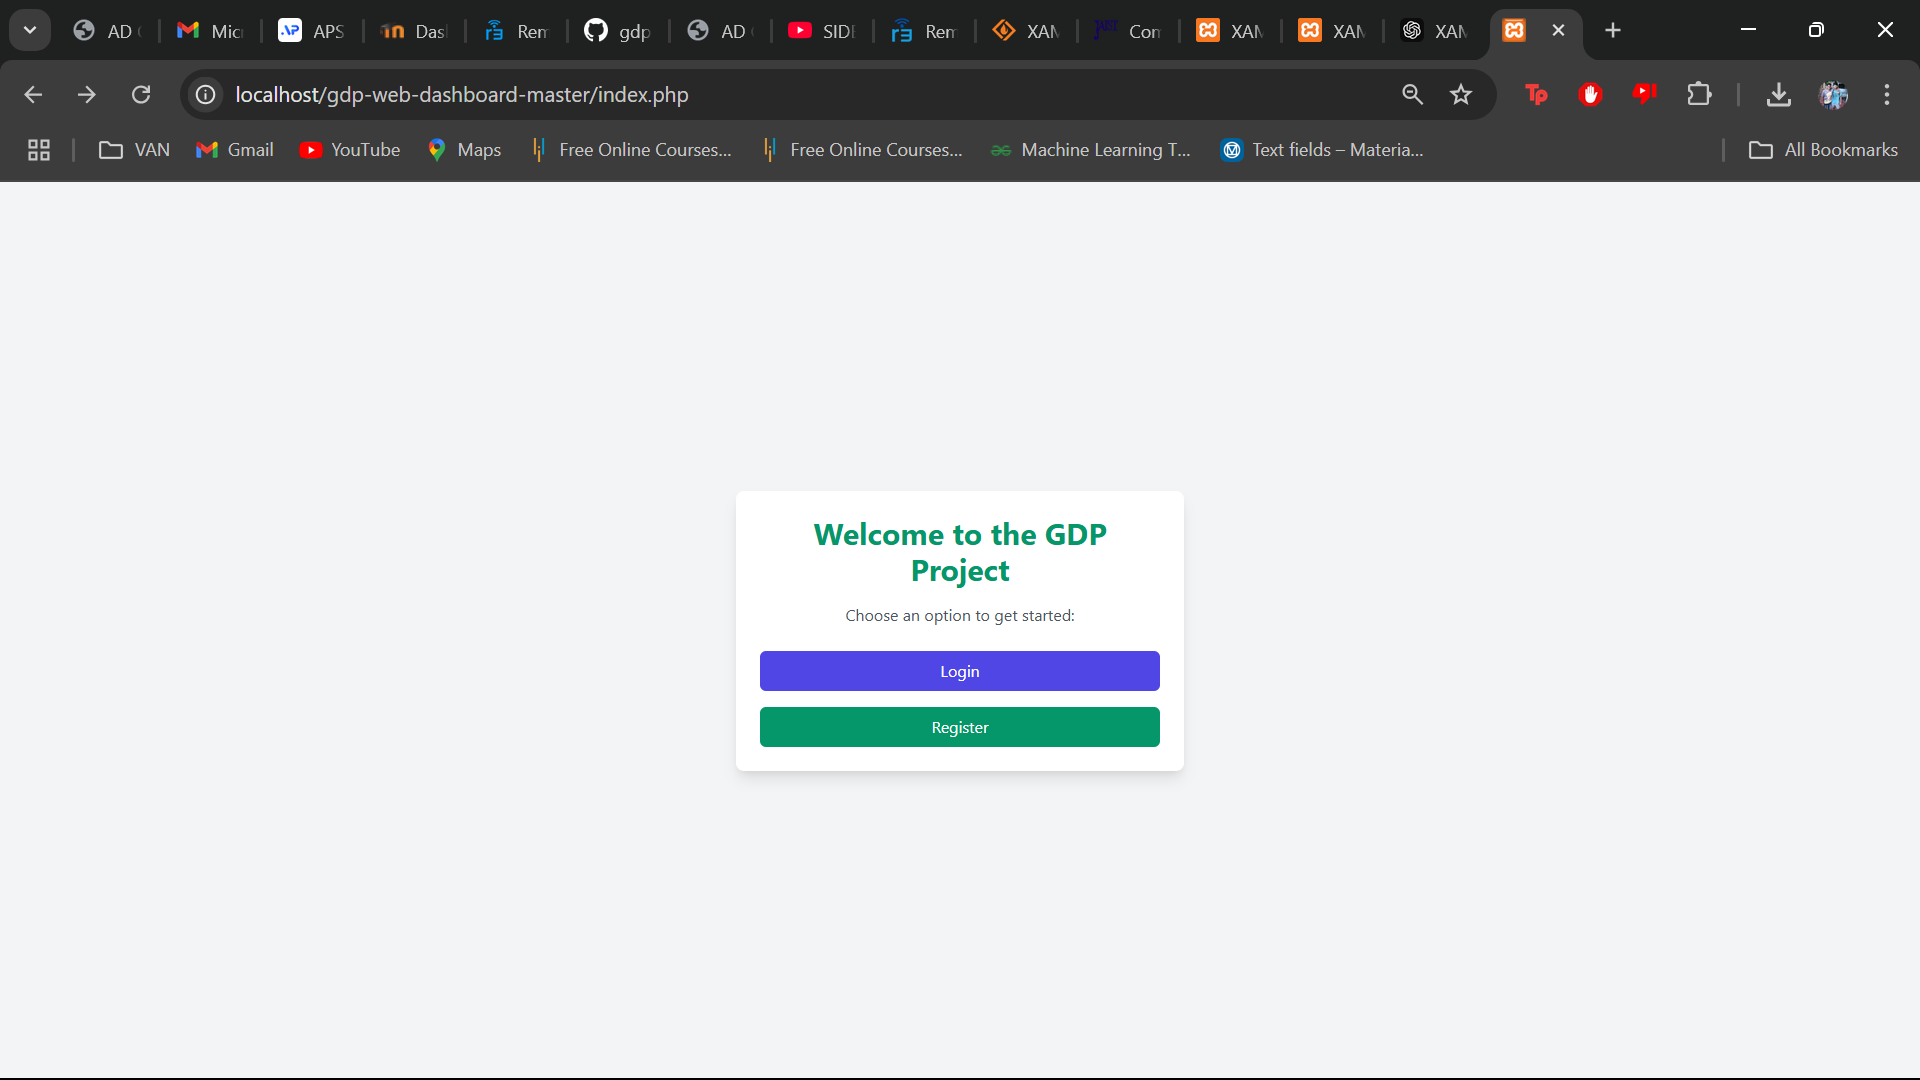 AD
Mic
APS
Das
Rem
gdp
AD
SIDE
Rem
XAM
Con
XAM
XAM
XAM
localhost/gdp-web-dashboard-master/index.php
Tp
VAN
Gmail
YouTube
Maps
Free Online Courses...
Free Online Courses...
Machine Learning T...
Text fields – Materia...
All Bookmarks
Welcome to the GDP
Project
Choose an option to get started:
Login
Register